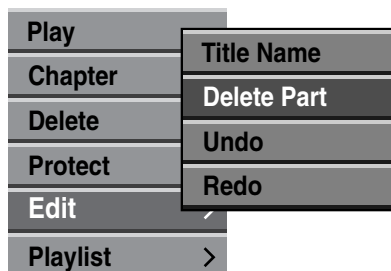 Play
Chapter
Delete
Protect
Edit
Playlist >
Title Name
Delete Part
Undo
Redo